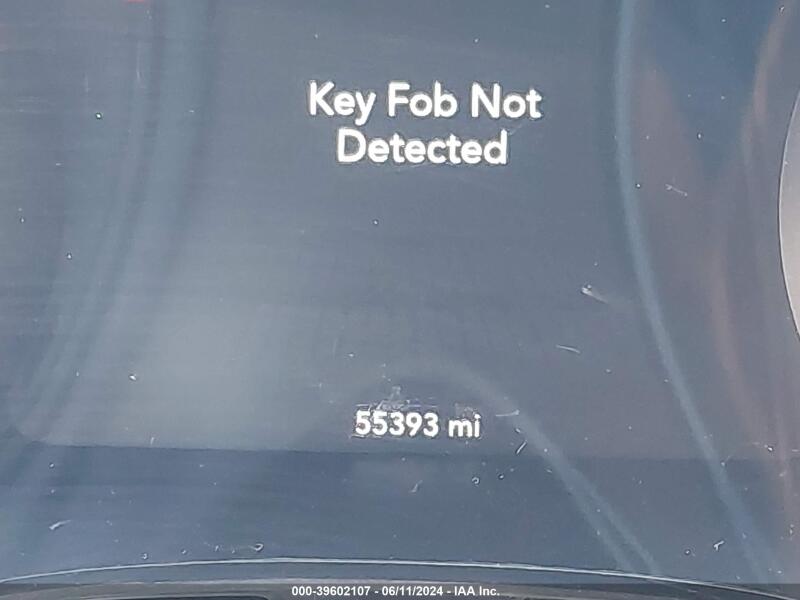 Key Fob Not
Detected
55393 mi
000-39602107 - 06/11/2024 - IAA Inc.